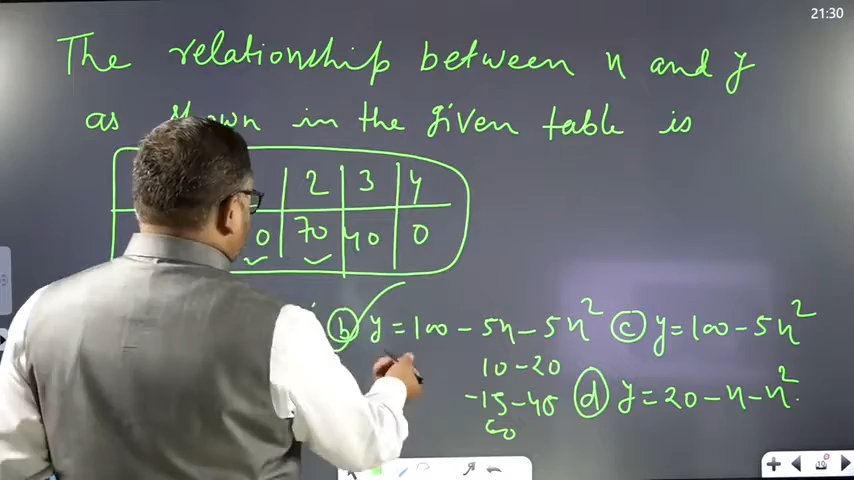 21:30
The relationship between x and y
as shown in the given table is
2 3 4
0 70 40 0
(b) y = 100 - 5x - 5x² (c) y = 100 - 5x²
10 - 20
(d) y = 20 - x - x²
-15 - 45
60